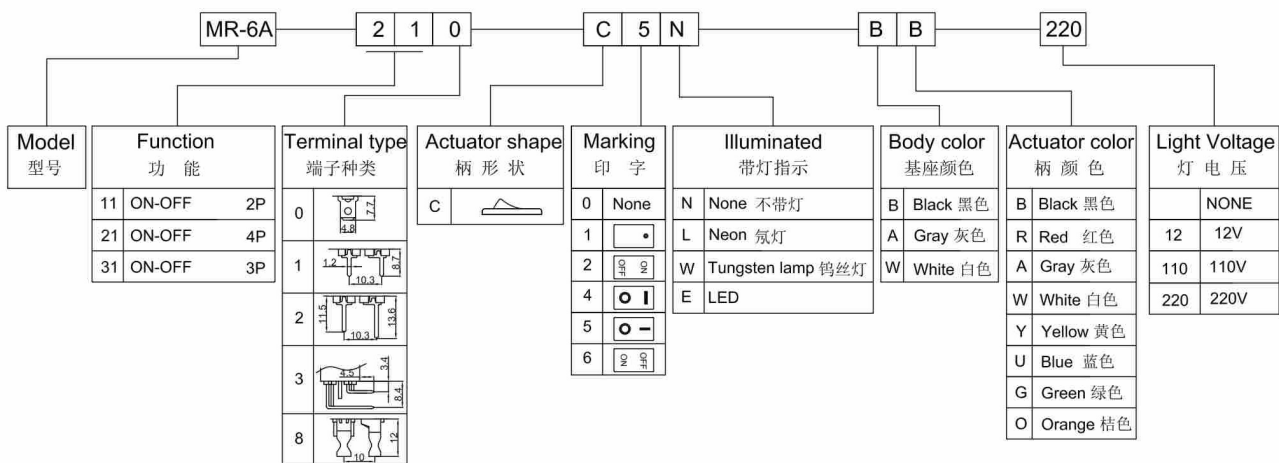 MR-6A 2 1 0 C 5 N B B 220
Model
型号
Function
功 能
11 ON-OFF 2P
21 ON-OFF 4P
31 ON-OFF 3P
Terminal type
端子种类
0 7.7 4.8
1 1.2 8.7 10.3
2 11.5 13.6 10.3
3 4.5 3.4 8.4
8 12 10
Actuator shape
柄 形 状
C
Marking
印 字
0 None
1
2 OFF ON
4 O I
5 O –
6 ON OFF
Illuminated
带灯指示
N None 不带灯
L Neon 氖灯
W Tungsten lamp 钨丝灯
E LED
Body color
基座颜色
B Black 黑色
A Gray 灰色
W White 白色
Actuator color
柄 颜 色
B Black 黑色
R Red 红色
A Gray 灰色
W White 白色
Y Yellow 黄色
U Blue 蓝色
G Green 绿色
O Orange 桔色
Light Voltage
灯 电 压
NONE
12 12V
110 110V
220 220V